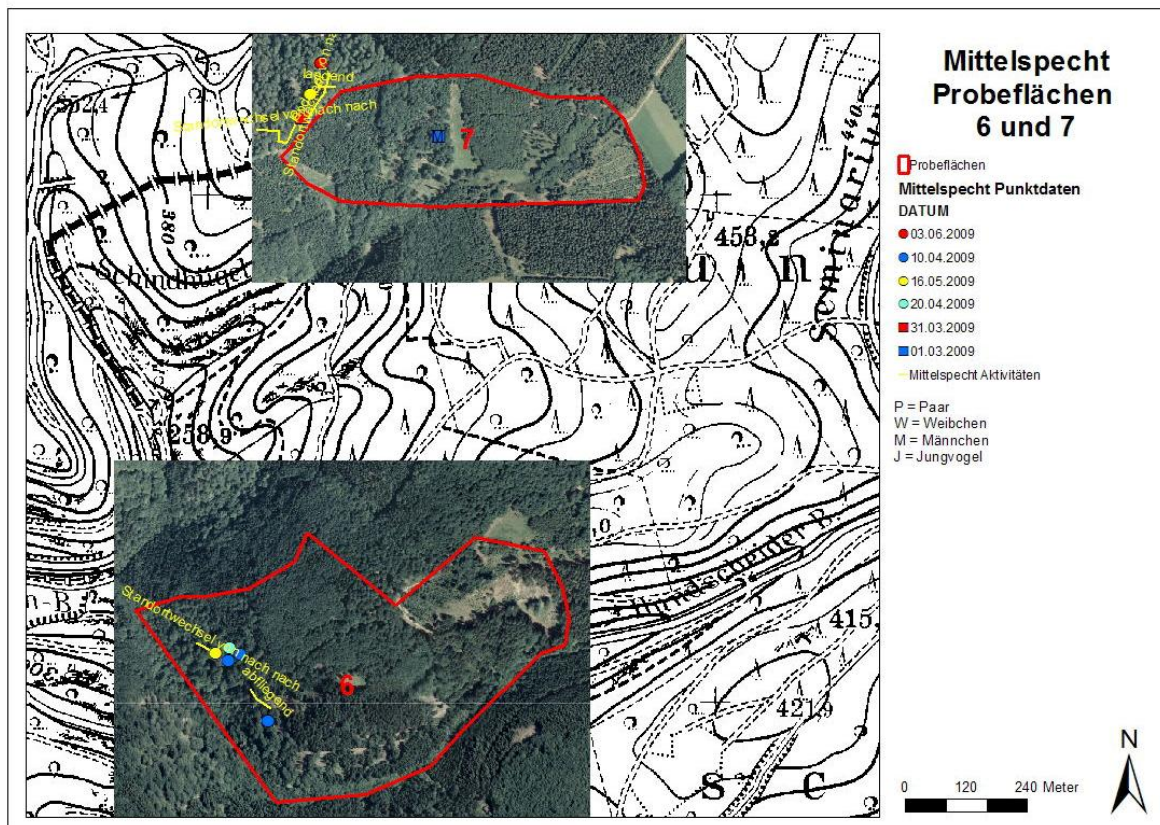 Mittelspecht
Probeflächen
6 und 7
Probeflächen
Mittelspecht Punktdaten
DATUM
03.06.2009
10.04.2009
16.05.2009
20.04.2009
31.03.2009
01.03.2009
Mittelspecht Aktivitäten
P = Paar
W = Weibchen
M = Männchen
J = Jungvogel
0 120 240 Meter
N
380
Schindhügel
258,9
453,2
440
u n
7
M
6
Standortwechsel von nach nach
abfliegend
Hundscheider B.
415,
421,9
S C